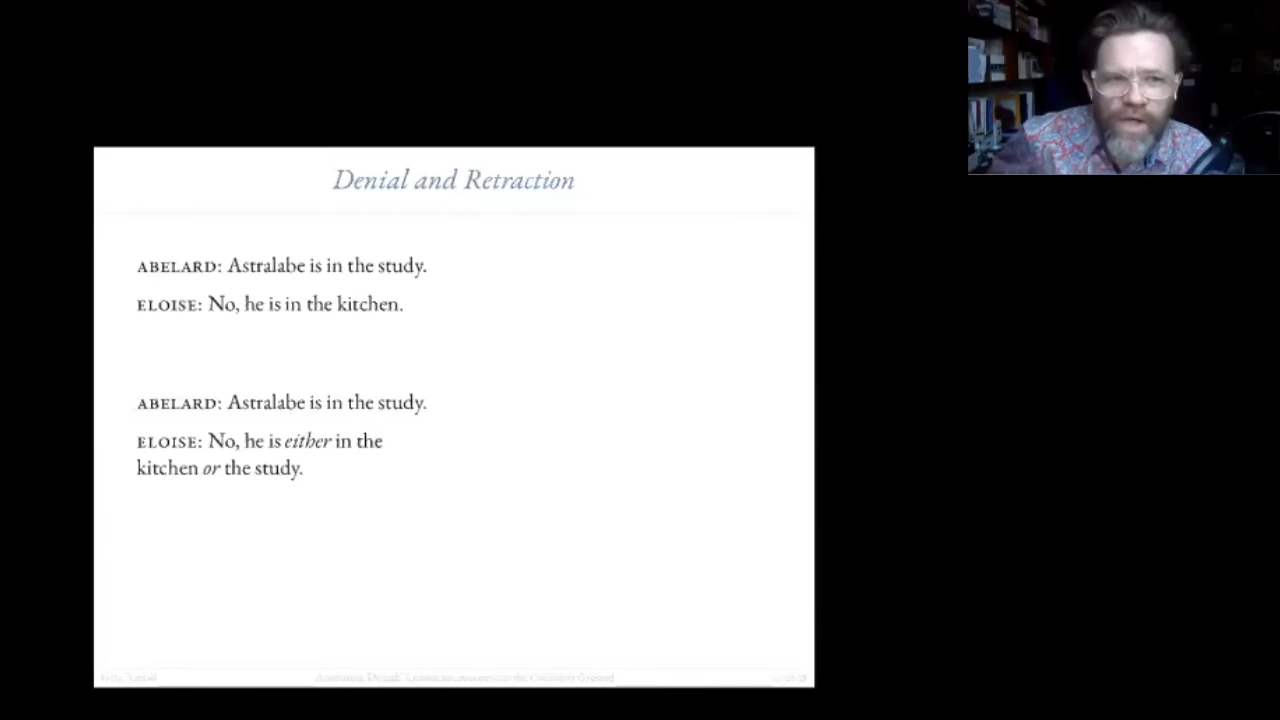 Denial and Retraction
ABELARD: Astralabe is in the study.
ELOISE: No, he is in the kitchen.
ABELARD: Astralabe is in the study.
ELOISE: No, he is either in the
kitchen or the study.